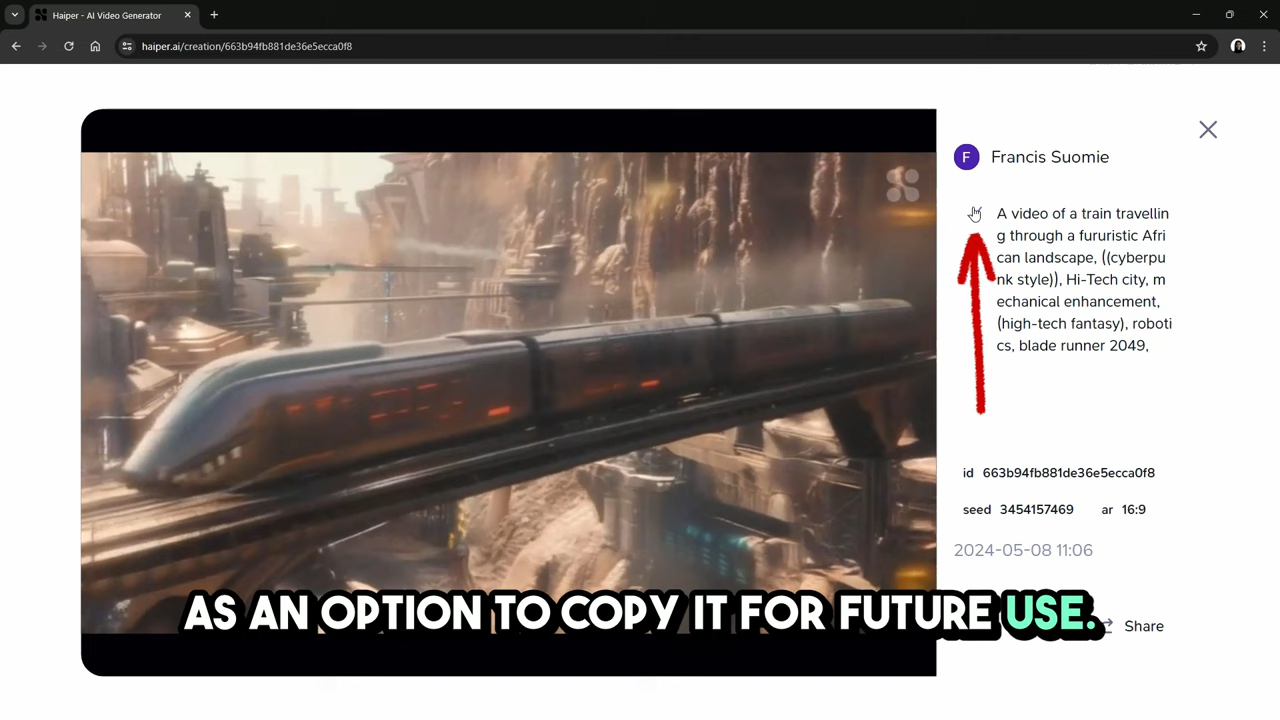 Haiper - AI Video Generator
haiper.ai/creation/663b94fb881de36e5ecca0f8
F
Francis Suomie
A video of a train travellin
g through a fururistic Afri
can landscape, ((cyberpu
nk style)), Hi-Tech city, m
echanical enhancement,
(high-tech fantasy), roboti
cs, blade runner 2049,
id 663b94fb881de36e5ecca0f8
seed 3454157469 ar 16:9
2024-05-08 11:06
AS AN OPTION TO COPY IT FOR FUTURE USE.
Share